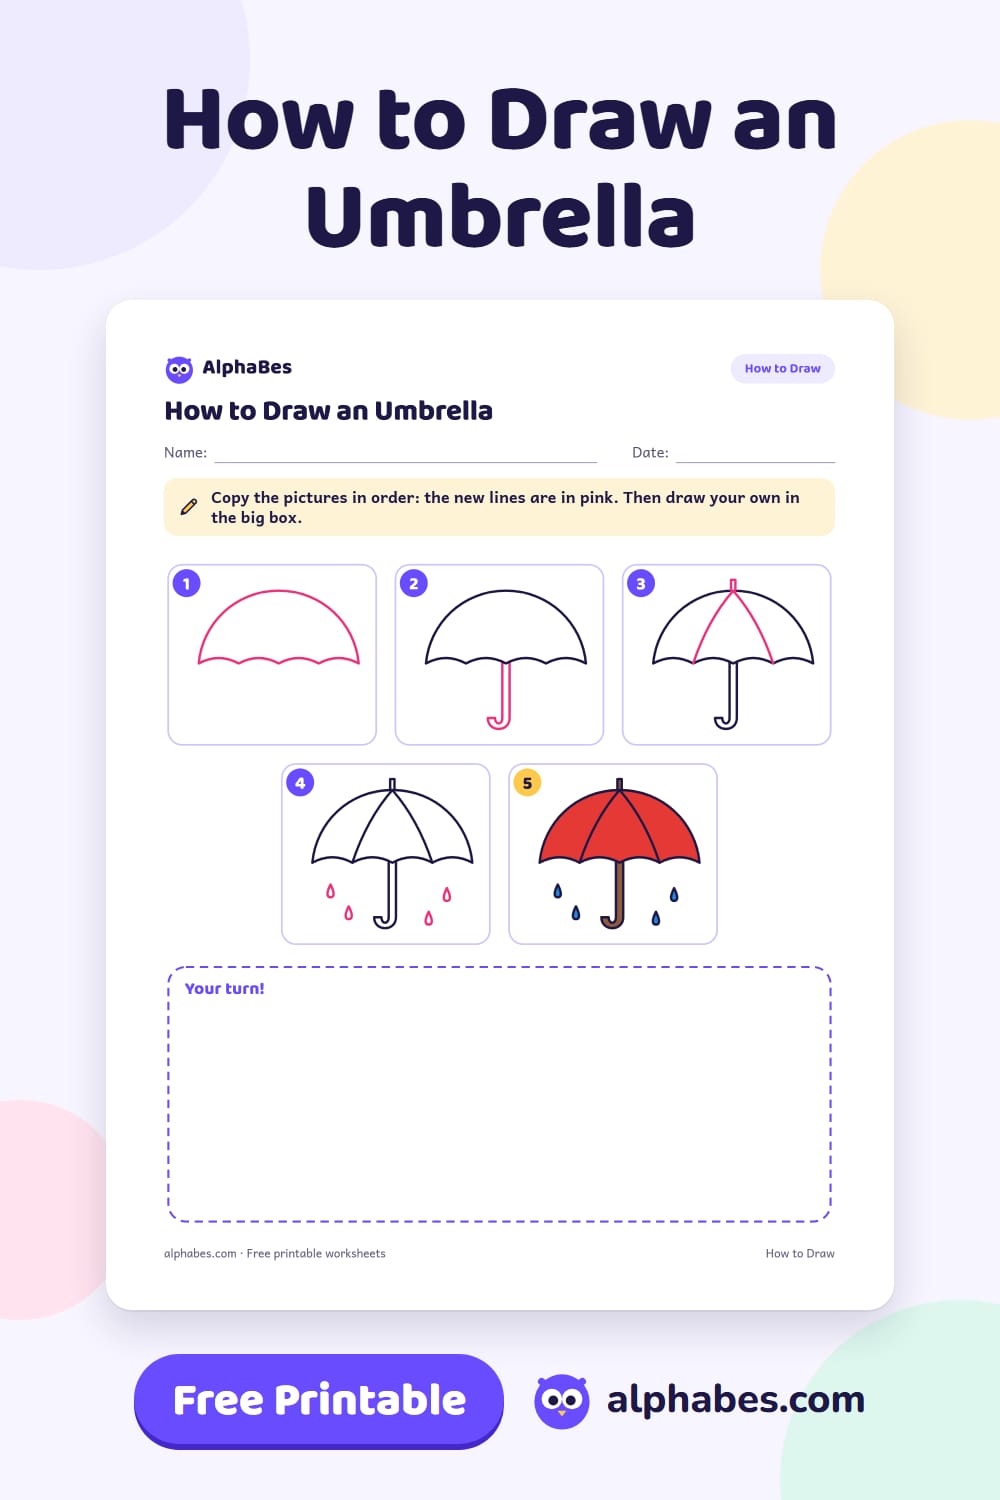 How to Draw an
Umbrella
AlphaBes
How to Draw
How to Draw an Umbrella
Name:
Date:
Copy the pictures in order: the new lines are in pink. Then draw your own in
the big box.
1
2
3
4
5
Your turn!
alphabes.com · Free printable worksheets
How to Draw
Free Printable
alphabes.com